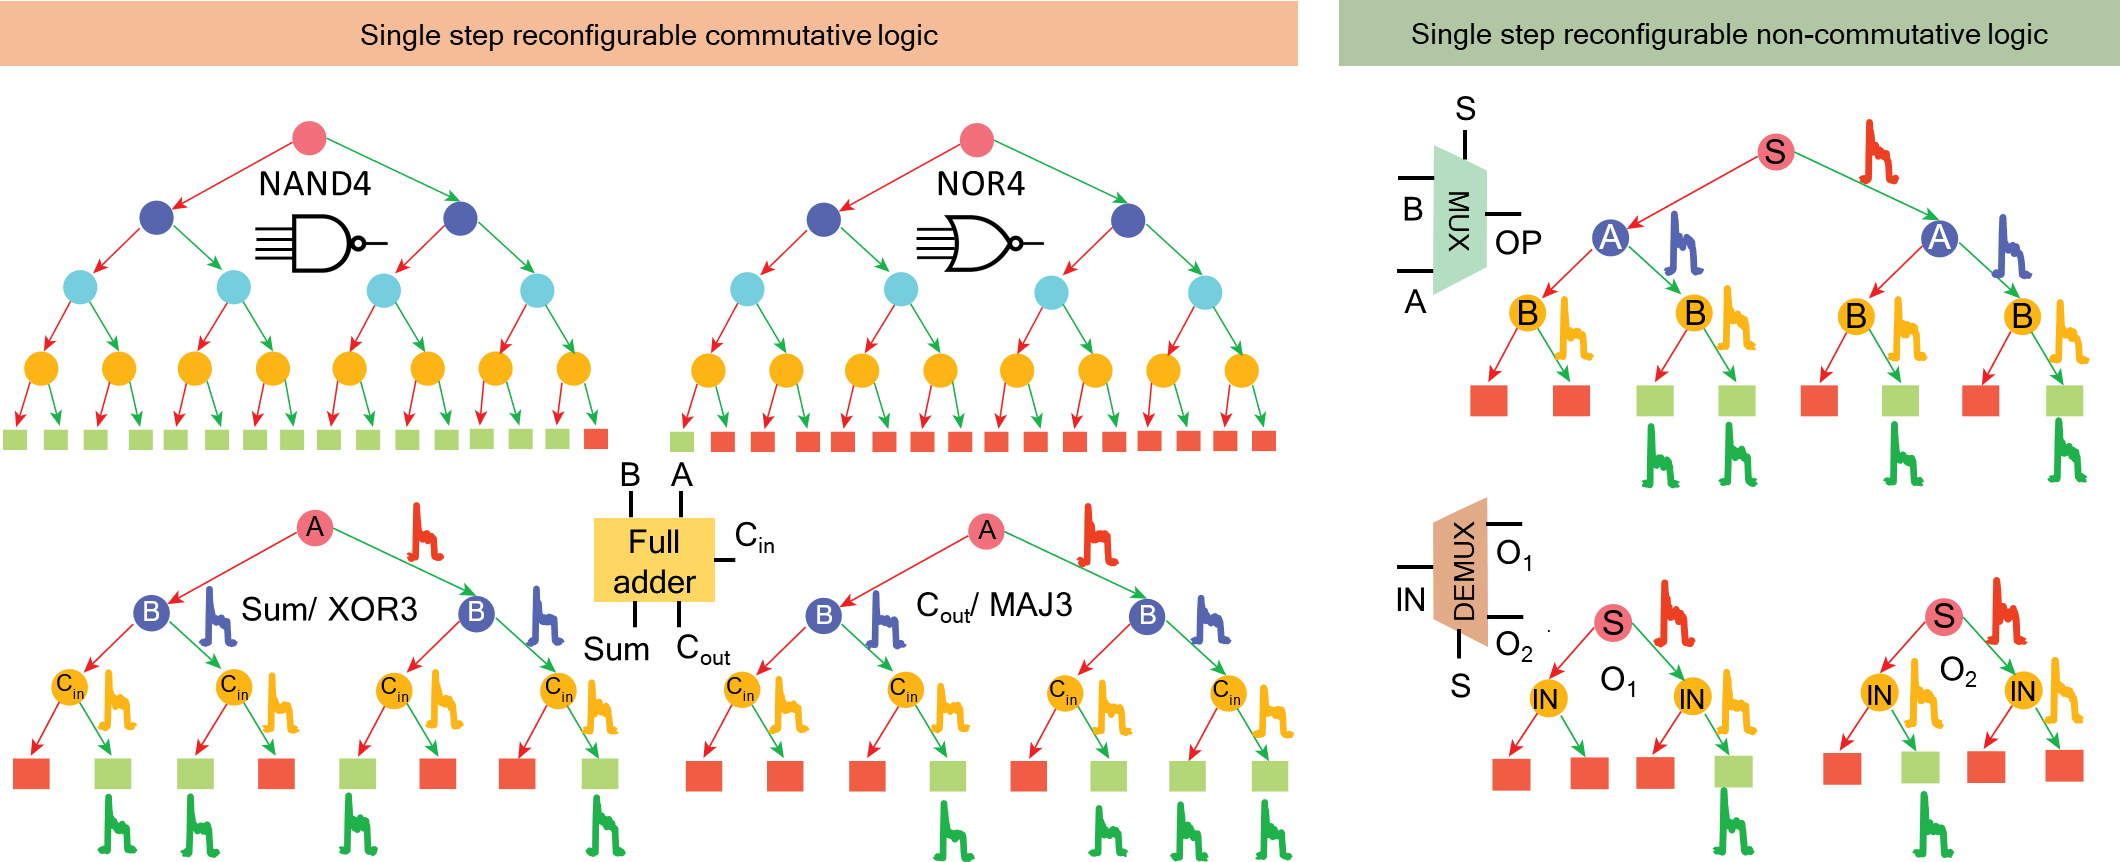 Single step reconfigurable commutative logic
Single step reconfigurable non-commutative logic
NAND4
NOR4
S
B
MUX
OP
A
S
A
A
B
B
B
B
B
A
Full
adder
Cin
Sum
Cout
A
B
Sum/ XOR3
B
Cin
Cin
Cin
Cin
A
B
Cout/ MAJ3
B
Cin
Cin
Cin
Cin
DEMUX
O1
IN
O2
S
S
O1
IN
IN
S
O2
IN
IN